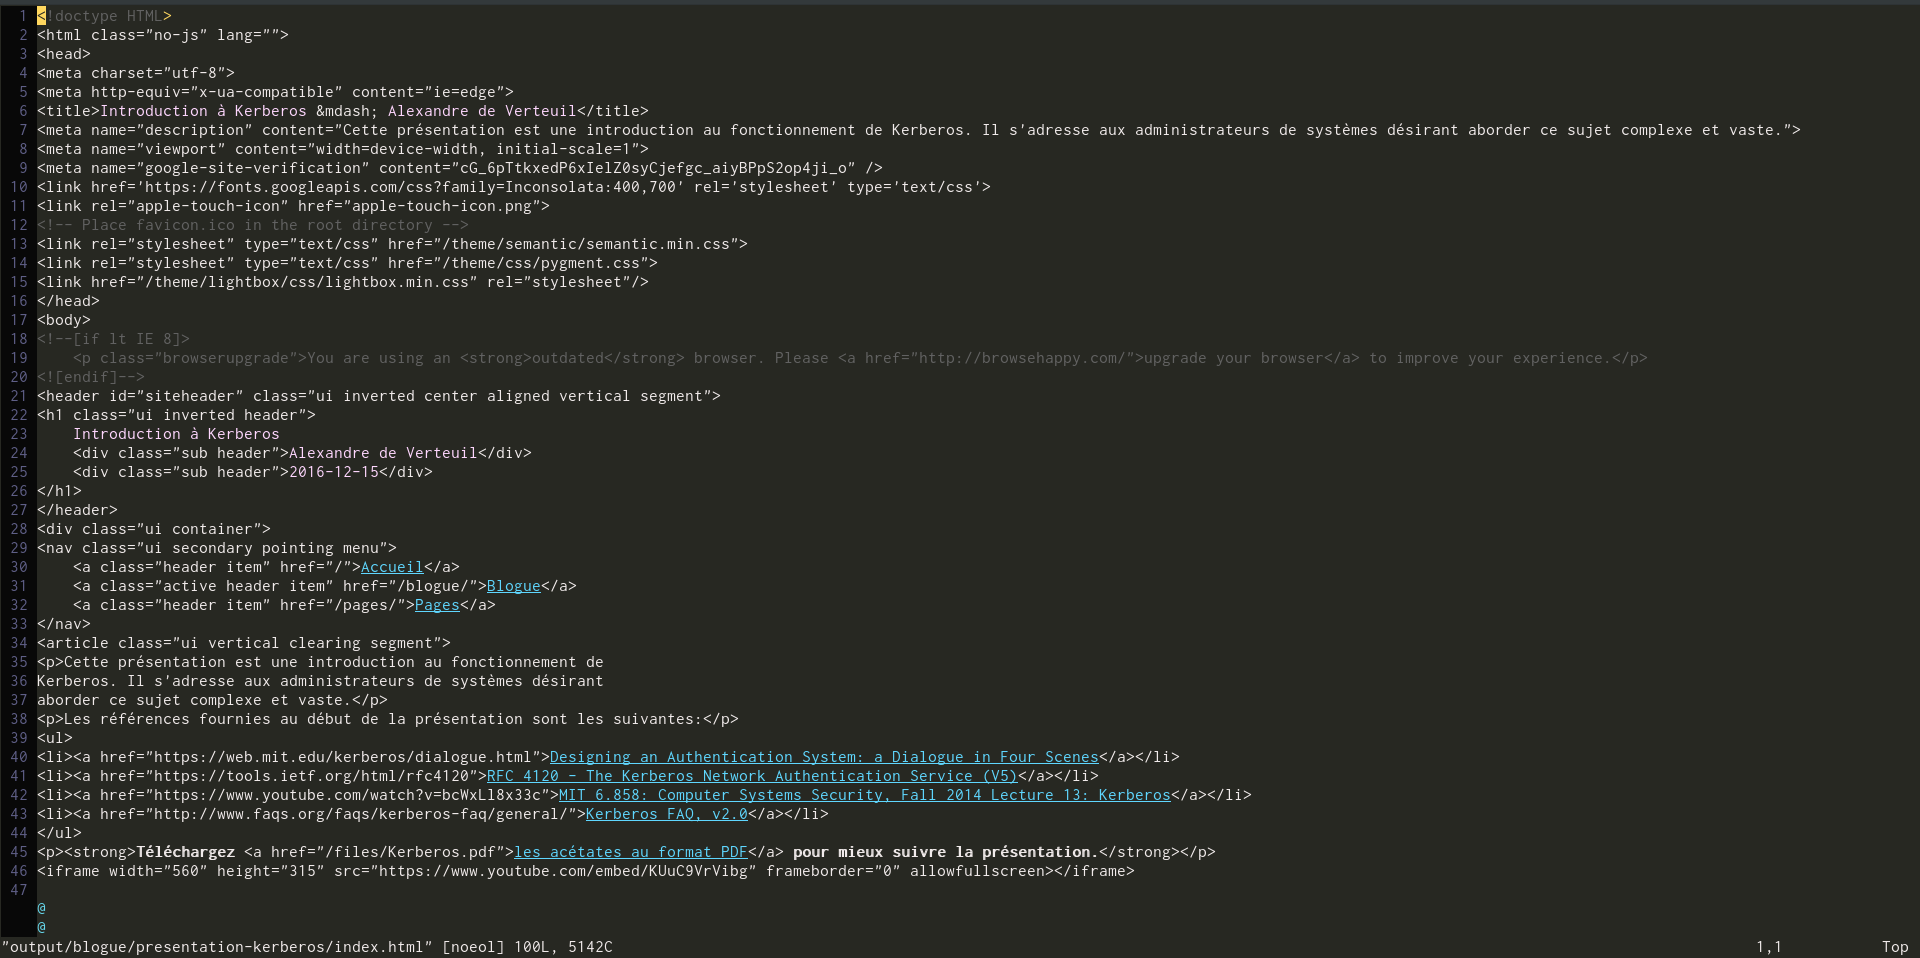 1 <!doctype HTML>
2 <html class="no-js" lang="">
3 <head>
4 <meta charset="utf-8">
5 <meta http-equiv="x-ua-compatible" content="ie=edge">
6 <title>Introduction à Kerberos &mdash; Alexandre de Verteuil</title>
7 <meta name="description" content="Cette présentation est une introduction au fonctionnement de Kerberos. Il s'adresse aux administrateurs de systèmes désirant aborder ce sujet complexe et vaste.">
8 <meta name="viewport" content="width=device-width, initial-scale=1">
9 <meta name="google-site-verification" content="cG_6pTtkxedP6xIelZ0syCjefgc_aiyBPpS2op4ji_o" />
10 <link href='https://fonts.googleapis.com/css?family=Inconsolata:400,700' rel='stylesheet' type='text/css'>
11 <link rel="apple-touch-icon" href="apple-touch-icon.png">
12 <!-- Place favicon.ico in the root directory -->
13 <link rel="stylesheet" type="text/css" href="/theme/semantic/semantic.min.css">
14 <link rel="stylesheet" type="text/css" href="/theme/css/pygment.css">
15 <link href="/theme/lightbox/css/lightbox.min.css" rel="stylesheet"/>
16 </head>
17 <body>
18 <!--[if lt IE 8]>
19     <p class="browserupgrade">You are using an <strong>outdated</strong> browser. Please <a href="http://browsehappy.com/">upgrade your browser</a> to improve your experience.</p>
20 <![endif]-->
21 <header id="siteheader" class="ui inverted center aligned vertical segment">
22 <h1 class="ui inverted header">
23     Introduction à Kerberos
24     <div class="sub header">Alexandre de Verteuil</div>
25     <div class="sub header">2016-12-15</div>
26 </h1>
27 </header>
28 <div class="ui container">
29 <nav class="ui secondary pointing menu">
30     <a class="header item" href="/">Accueil</a>
31     <a class="active header item" href="/blogue/">Blogue</a>
32     <a class="header item" href="/pages/">Pages</a>
33 </nav>
34 <article class="ui vertical clearing segment">
35 <p>Cette présentation est une introduction au fonctionnement de
36 Kerberos. Il s'adresse aux administrateurs de systèmes désirant
37 aborder ce sujet complexe et vaste.</p>
38 <p>Les références fournies au début de la présentation sont les suivantes:</p>
39 <ul>
40 <li><a href="https://web.mit.edu/kerberos/dialogue.html">Designing an Authentication System: a Dialogue in Four Scenes</a></li>
41 <li><a href="https://tools.ietf.org/html/rfc4120">RFC 4120 - The Kerberos Network Authentication Service (V5)</a></li>
42 <li><a href="https://www.youtube.com/watch?v=bcWxLl8x33c">MIT 6.858: Computer Systems Security, Fall 2014 Lecture 13: Kerberos</a></li>
43 <li><a href="http://www.faqs.org/faqs/kerberos-faq/general/">Kerberos FAQ, v2.0</a></li>
44 </ul>
45 <p><strong>Téléchargez <a href="/files/Kerberos.pdf">les acétates au format PDF</a> pour mieux suivre la présentation.</strong></p>
46 <iframe width="560" height="315" src="https://www.youtube.com/embed/KUuC9VrVibg" frameborder="0" allowfullscreen></iframe>
47
@
@
"output/blogue/presentation-kerberos/index.html" [noeol] 100L, 5142C 1,1 Top